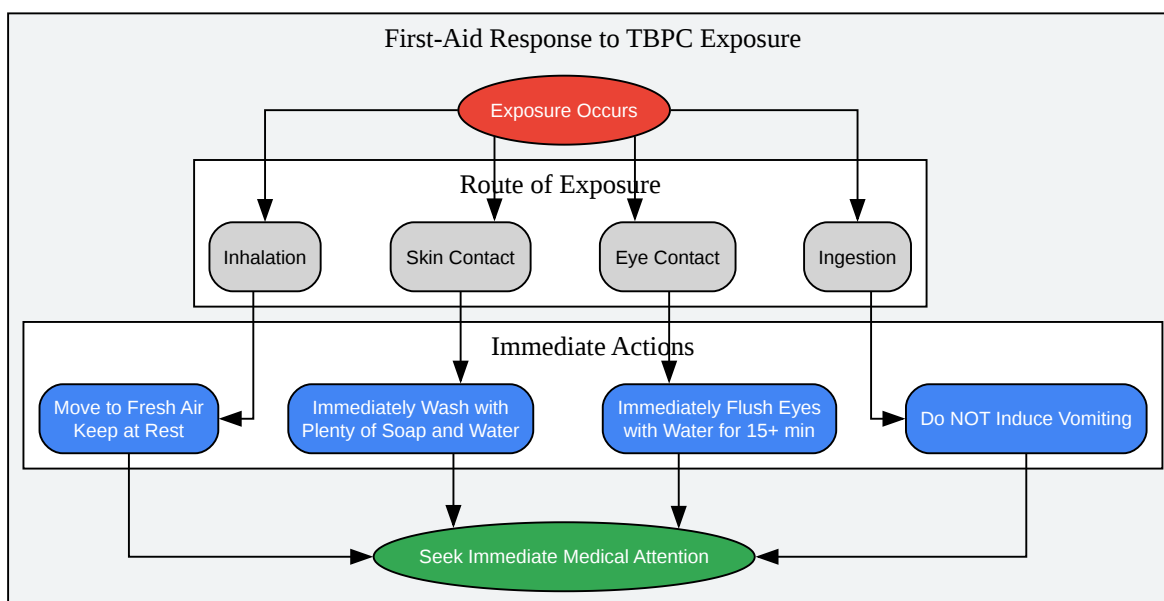 First-Aid Response to TBPC Exposure
Exposure Occurs
Route of Exposure
Inhalation
Skin Contact
Eye Contact
Ingestion
Immediate Actions
Move to Fresh Air
Keep at Rest
Immediately Wash with
Plenty of Soap and Water
Immediately Flush Eyes
with Water for 15+ min
Do NOT Induce Vomiting
Seek Immediate Medical Attention